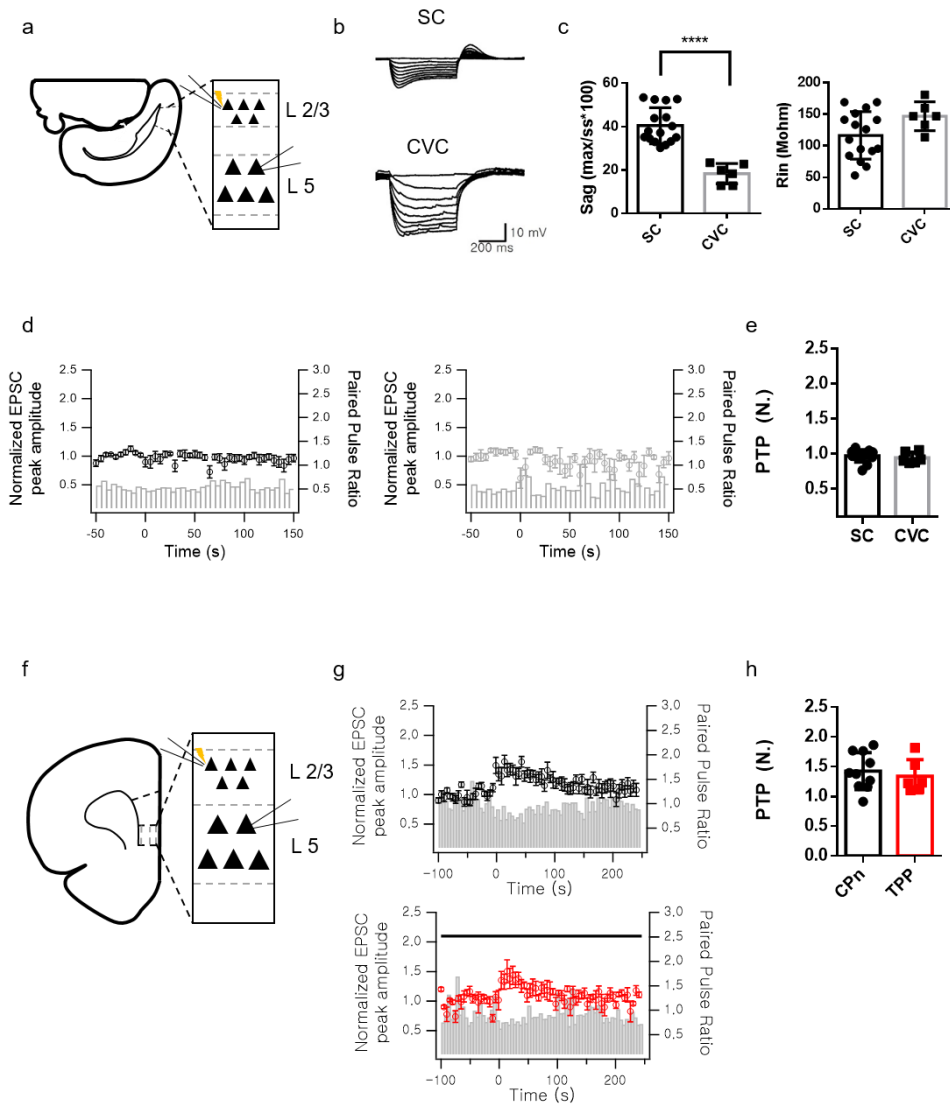 a
L 2/3
L 5
b
SC
CVC
10 mV
200 ms
c
****
Sag (max/ss*100)
60
40
20
0
SC
CVC
Rin (Mohm)
200
150
100
50
0
SC
CVC
d
Normalized EPSC
peak amplitude
2.5
2.0
1.5
1.0
0.5
3.0
2.5
2.0
1.5
1.0
0.5
Paired Pulse Ratio
-50
0
50
100
150
Time (s)
Normalized EPSC
peak amplitude
2.5
2.0
1.5
1.0
0.5
3.0
2.5
2.0
1.5
1.0
0.5
Paired Pulse Ratio
-50
0
50
100
150
Time (s)
e
PTP (N.)
2.5
2.0
1.5
1.0
0.5
SC
CVC
f
L 2/3
L 5
g
Normalized EPSC
peak amplitude
2.5
2.0
1.5
1.0
0.5
3.0
2.5
2.0
1.5
1.0
0.5
Paired Pulse Ratio
-100
0
100
200
Time (s)
Normalized EPSC
peak amplitude
2.5
2.0
1.5
1.0
0.5
3.0
2.5
2.0
1.5
1.0
0.5
Paired Pulse Ratio
-100
0
100
200
Time (s)
h
PTP (N.)
2.5
2.0
1.5
1.0
0.5
0.0
CPn
TPP